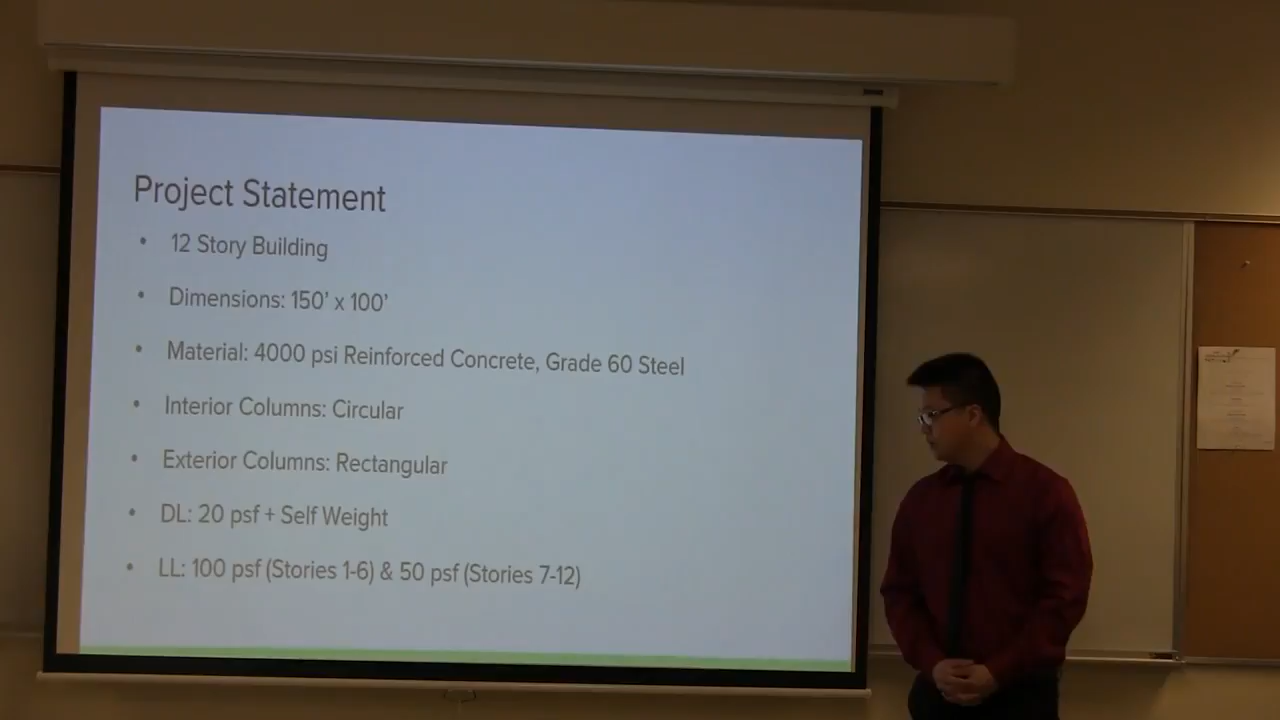 Project Statement
• 12 Story Building
• Dimensions: 150' x 100'
• Material: 4000 psi Reinforced Concrete, Grade 60 Steel
• Interior Columns: Circular
• Exterior Columns: Rectangular
• DL: 20 psf + Self Weight
• LL: 100 psf (Stories 1-6) & 50 psf (Stories 7-12)